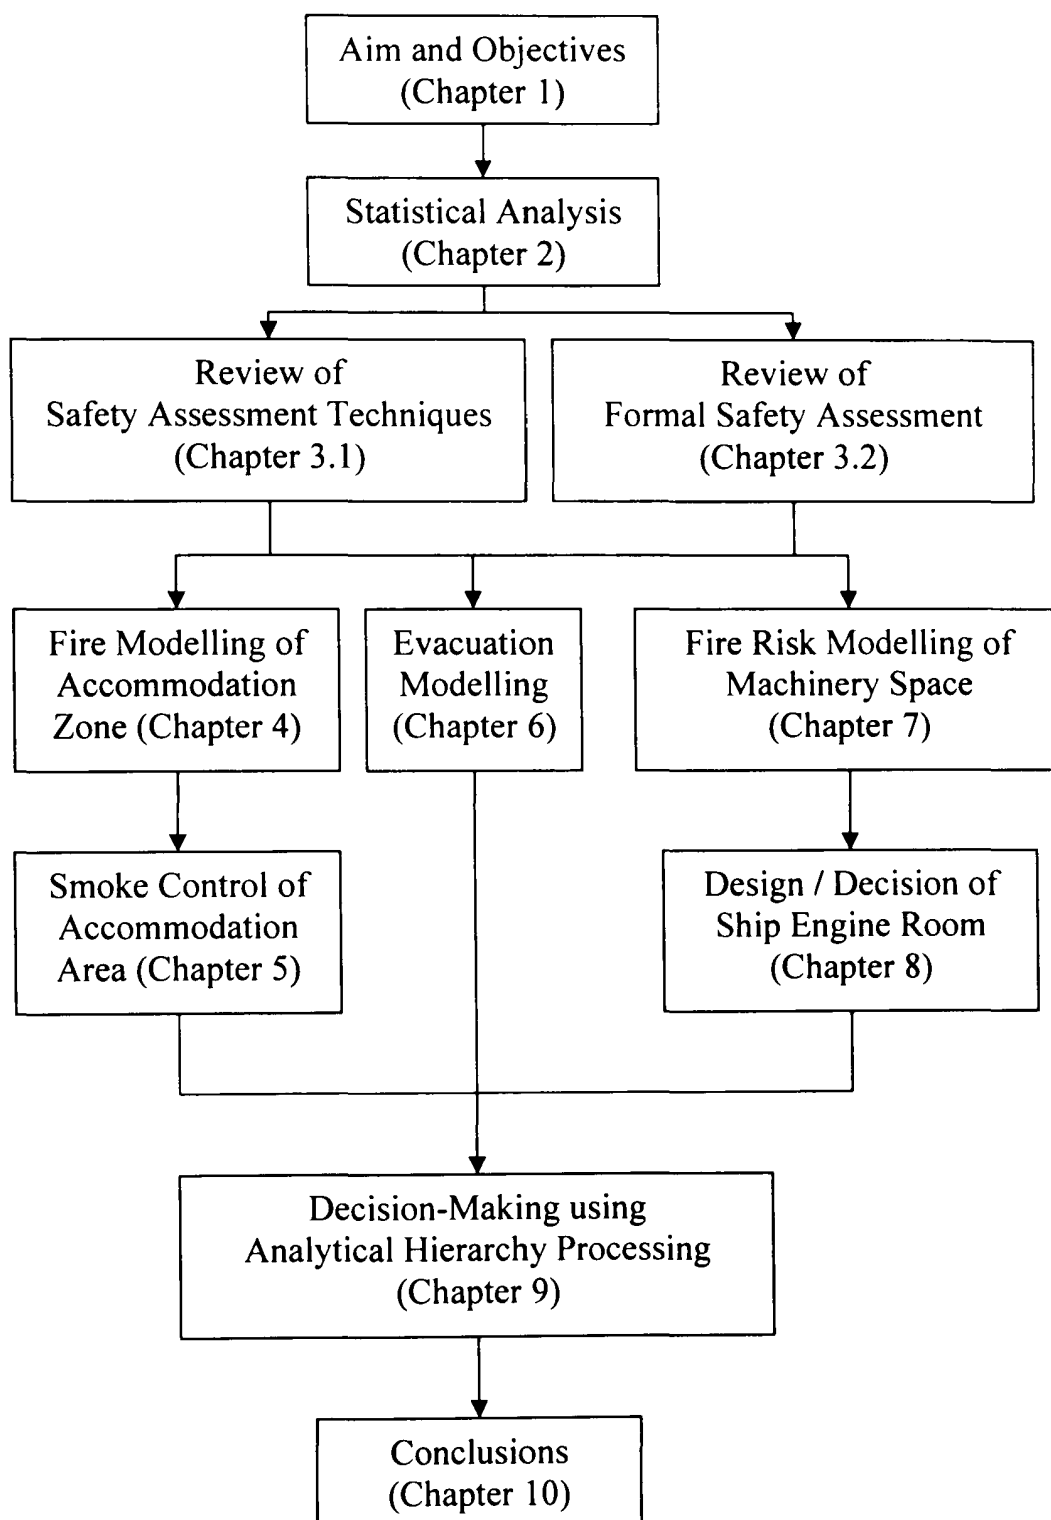 Aim and Objectives
(Chapter 1)
Statistical Analysis
(Chapter 2)
Review of
Safety Assessment Techniques
(Chapter 3.1)
Review of
Formal Safety Assessment
(Chapter 3.2)
Fire Modelling of
Accommodation
Zone (Chapter 4)
Evacuation
Modelling
(Chapter 6)
Fire Risk Modelling of
Machinery Space
(Chapter 7)
Smoke Control of
Accommodation
Area (Chapter 5)
Design / Decision of
Ship Engine Room
(Chapter 8)
Decision-Making using
Analytical Hierarchy Processing
(Chapter 9)
Conclusions
(Chapter 10)